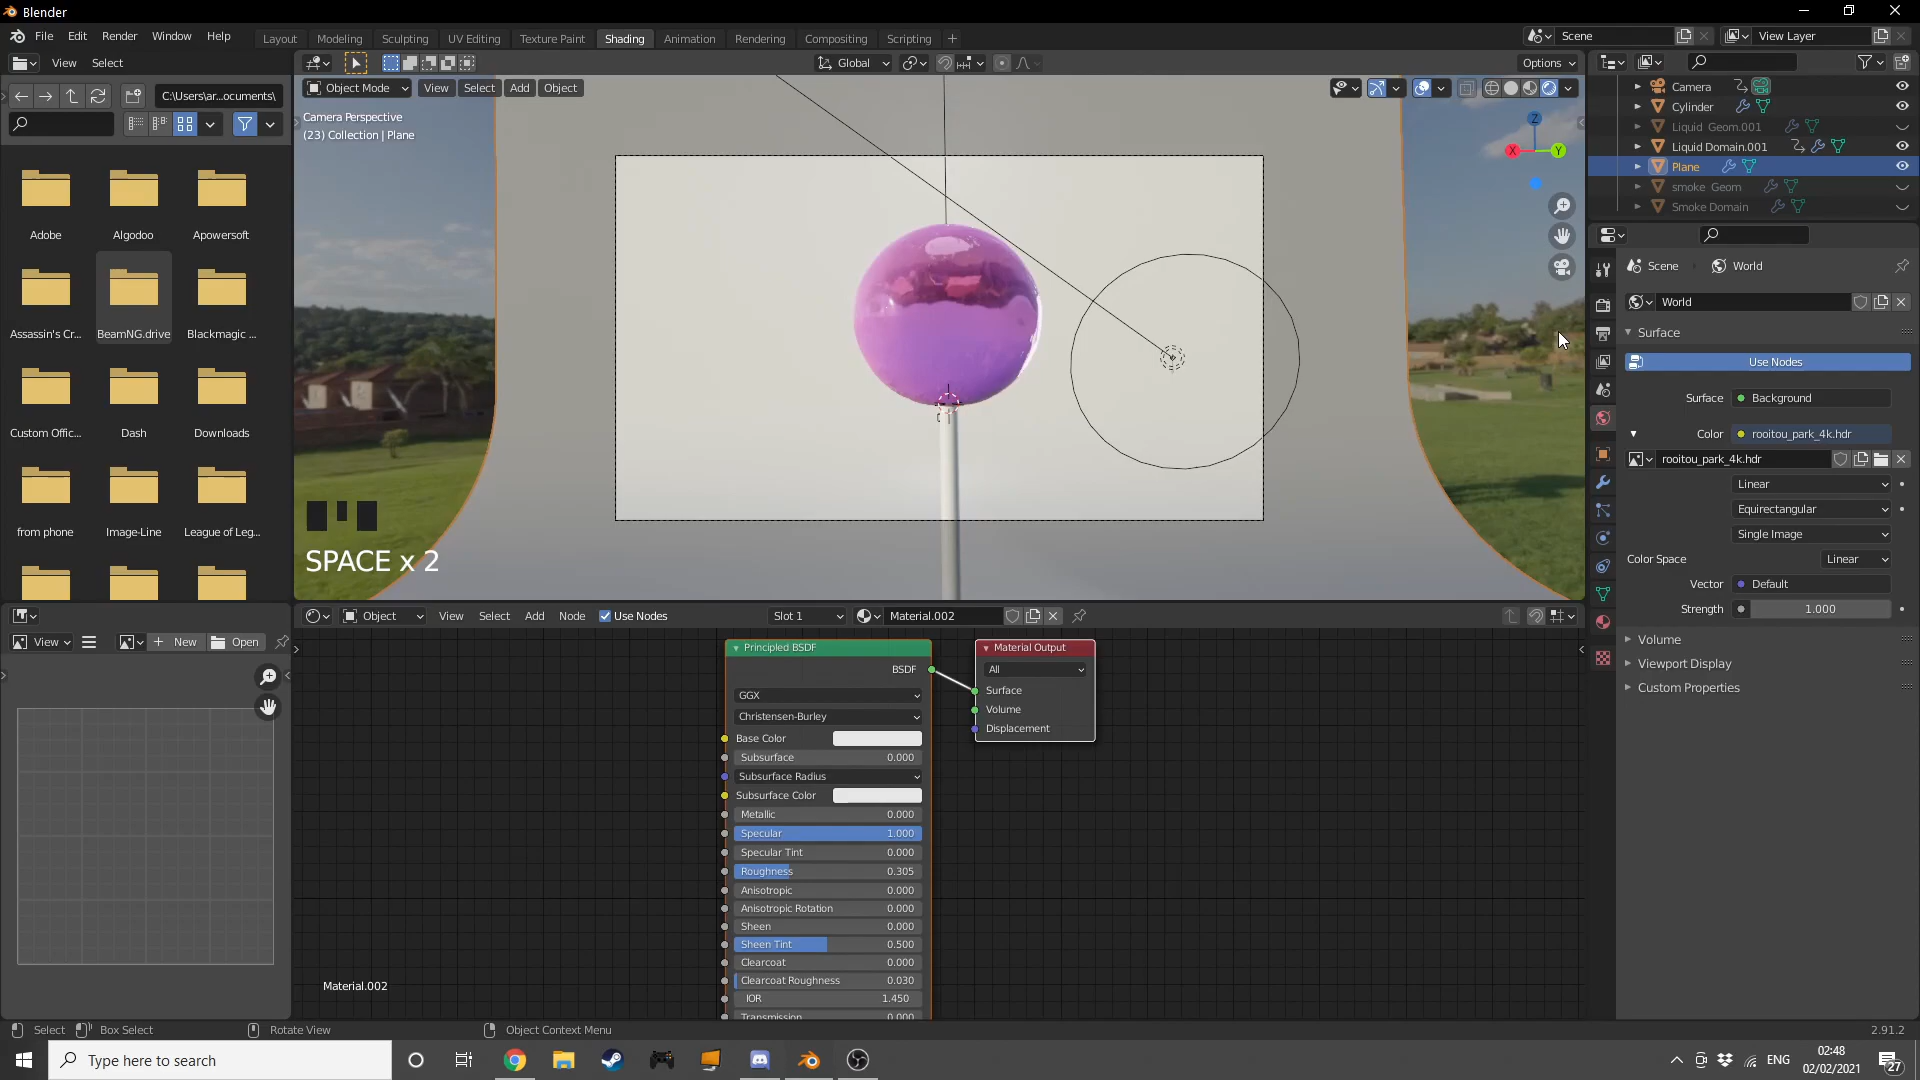 Blender
File Edit Render Window Help
Layout Modeling Sculpting UV Editing Texture Paint Shading Animation Rendering Compositing Scripting
Scene
View Layer
View Select
Global
Options
C:\Users\ar...ocuments\
Object Mode View Select Add Object
Camera Perspective
(23) Collection | Plane
Adobe Algodoo Apowersoft
Assassin's Cr... BeamNG.drive Blackmagic ...
Custom Offic... Dash Downloads
from phone Image-Line League of Leg...
SPACE x 2
Z
X
Y
Camera
Cylinder
Liquid Geom.001
Liquid Domain.001
Plane
smoke Geom
Smoke Domain
Scene World
World
Surface
Use Nodes
Surface Background
Color rooitou_park_4k.hdr
rooitou_park_4k.hdr
Linear
Equirectangular
Single Image
Color Space Linear
Vector Default
Strength 1.000
Volume
Viewport Display
Custom Properties
View New Open
Object View Select Add Node Use Nodes Slot 1 Material.002
Principled BSDF
BSDF
GGX
Christensen-Burley
Base Color
Subsurface 0.000
Subsurface Radius
Subsurface Color
Metallic 0.000
Specular 1.000
Specular Tint 0.000
Roughness 0.305
Anisotropic 0.000
Anisotropic Rotation 0.000
Sheen 0.000
Sheen Tint 0.500
Clearcoat 0.000
Clearcoat Roughness 0.030
IOR 1.450
Transmission 0.000
Material Output
All
Surface
Volume
Displacement
Material.002
Select Box Select Rotate View Object Context Menu 2.91.2
Type here to search
ENG
02:48
02/02/2021
27